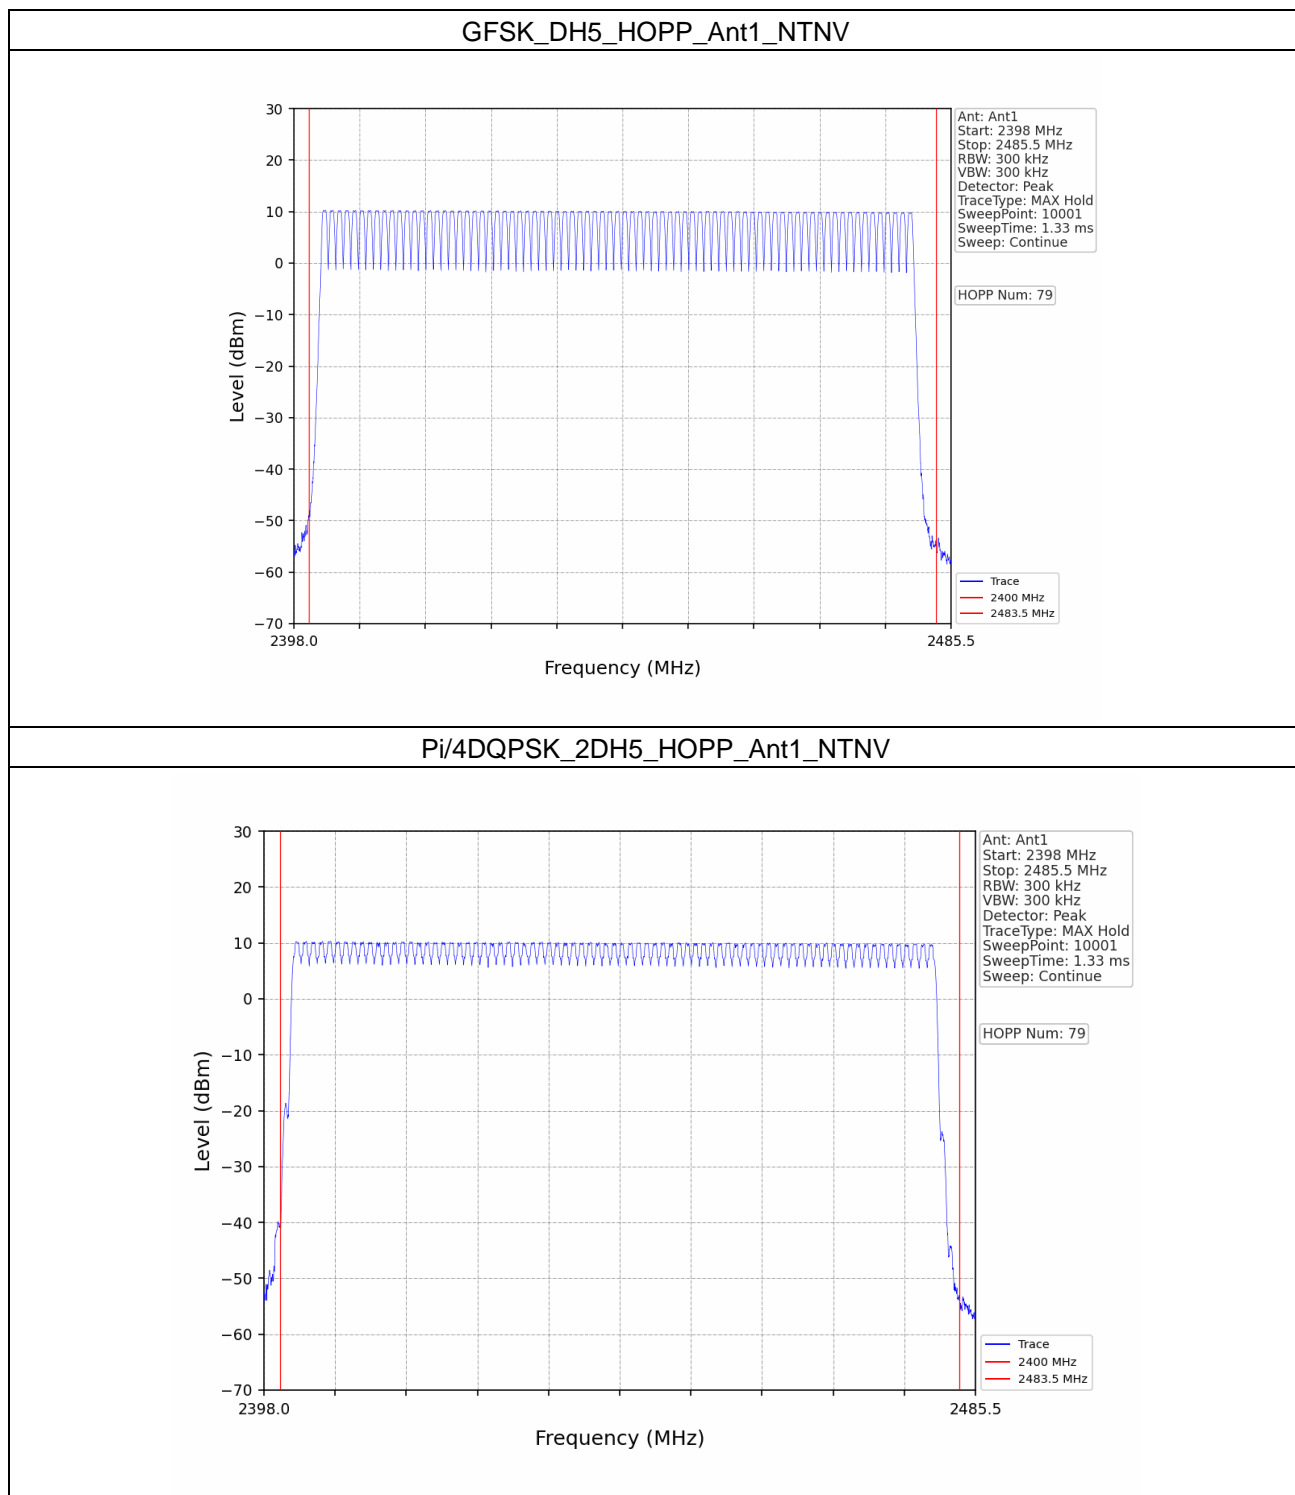 GFSK_DH5_HOPP_Ant1_NTNV
30
20
10
0
−10
−20
−30
−40
−50
−60
−70
Level (dBm)
2398.0
2485.5
Frequency (MHz)
Ant: Ant1
Start: 2398 MHz
Stop: 2485.5 MHz
RBW: 300 kHz
VBW: 300 kHz
Detector: Peak
TraceType: MAX Hold
SweepPoint: 10001
SweepTime: 1.33 ms
Sweep: Continue
HOPP Num: 79
Trace
2400 MHz
2483.5 MHz
Pi/4DQPSK_2DH5_HOPP_Ant1_NTNV
30
20
10
0
−10
−20
−30
−40
−50
−60
−70
Level (dBm)
2398.0
2485.5
Frequency (MHz)
Ant: Ant1
Start: 2398 MHz
Stop: 2485.5 MHz
RBW: 300 kHz
VBW: 300 kHz
Detector: Peak
TraceType: MAX Hold
SweepPoint: 10001
SweepTime: 1.33 ms
Sweep: Continue
HOPP Num: 79
Trace
2400 MHz
2483.5 MHz